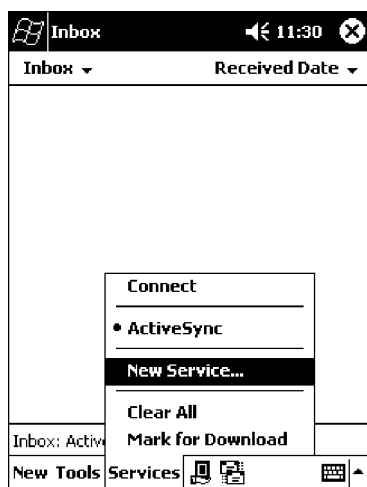 Inbox 11:30
Inbox Received Date
Connect
ActiveSync
New Service...
Clear All
Mark for Download
Inbox: Activ
New Tools Services